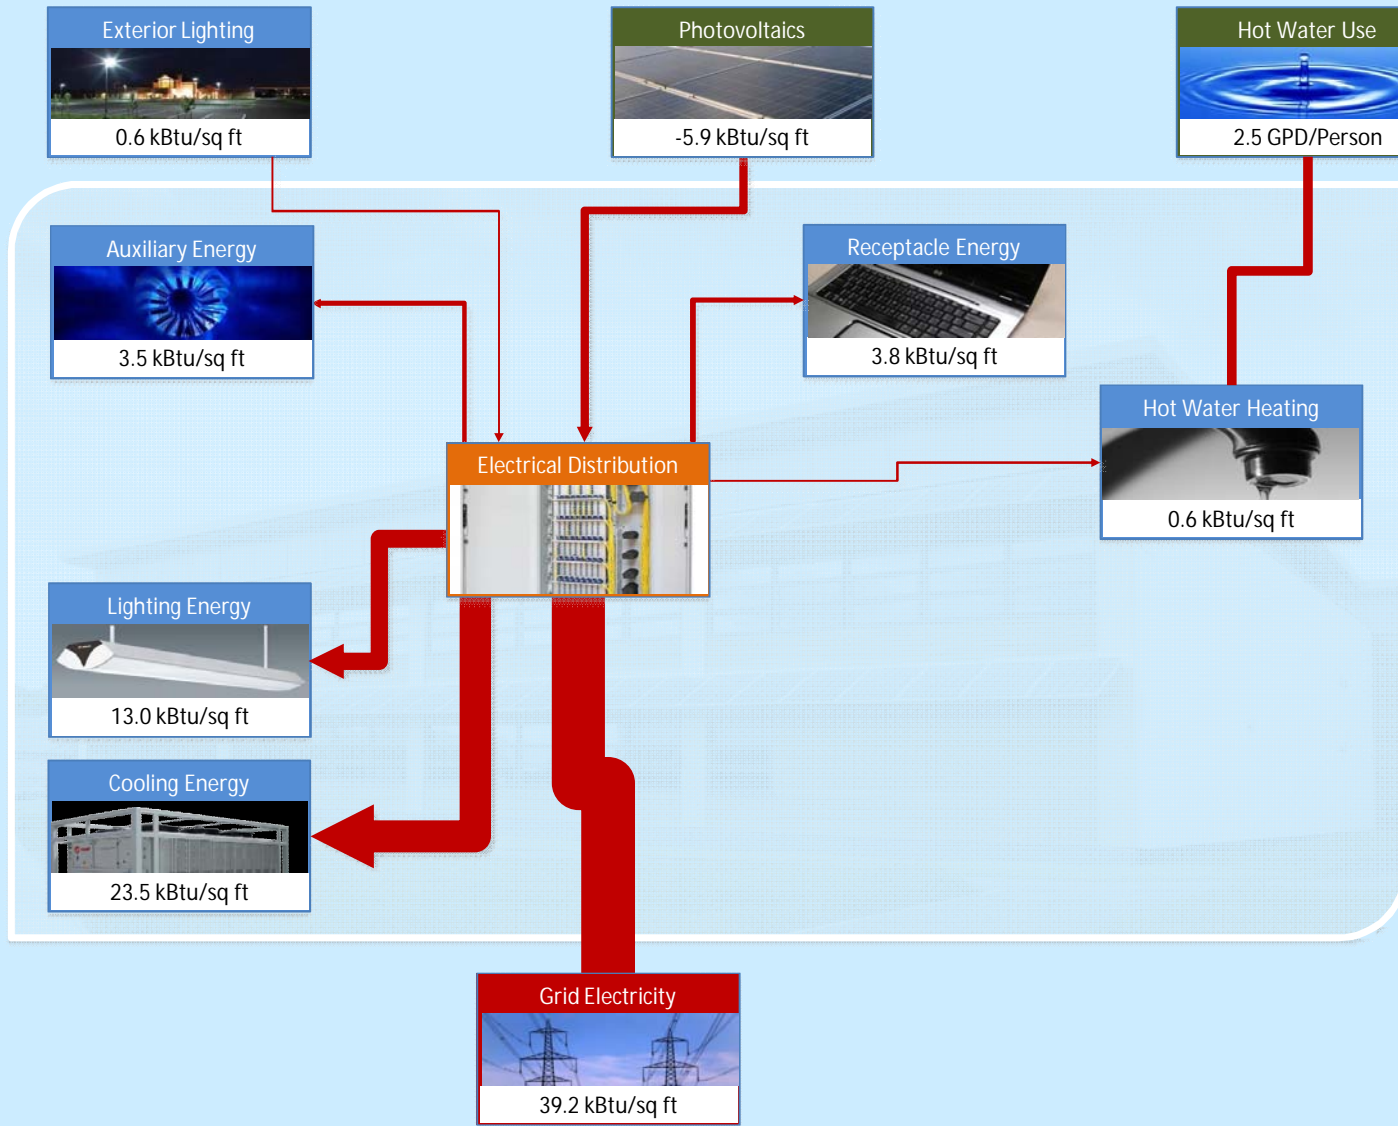 Exterior Lighting
0.6 kBtu/sq ft
Photovoltaics
-5.9 kBtu/sq ft
Hot Water Use
2.5 GPD/Person
Auxiliary Energy
3.5 kBtu/sq ft
Receptacle Energy
3.8 kBtu/sq ft
Hot Water Heating
0.6 kBtu/sq ft
Electrical Distribution
Lighting Energy
13.0 kBtu/sq ft
Cooling Energy
23.5 kBtu/sq ft
Grid Electricity
39.2 kBtu/sq ft